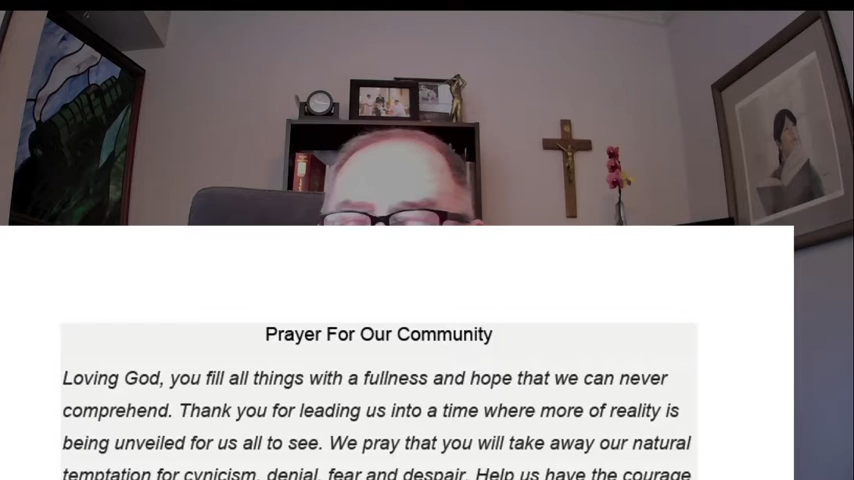 Prayer For Our Community
Loving God, you fill all things with a fullness and hope that we can never
comprehend. Thank you for leading us into a time where more of reality is
being unveiled for us all to see. We pray that you will take away our natural
temptation for cynicism, denial, fear and despair. Help us have the courage